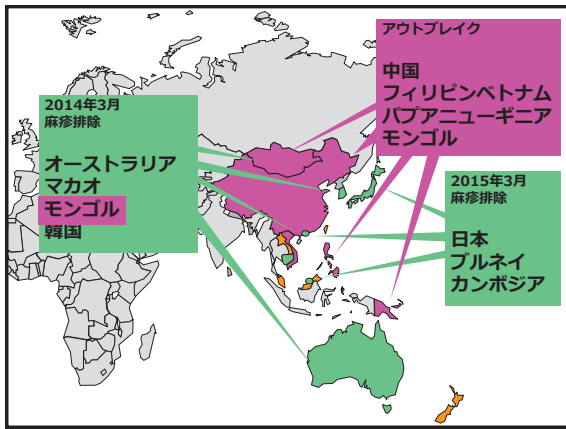 アウトブレイク
中国
フィリピンベトナム
パプアニューギニア
モンゴル
2014年3月
麻疹排除
オーストラリア
マカオ
モンゴル
韓国
2015年3月
麻疹排除
日本
ブルネイ
カンボジア